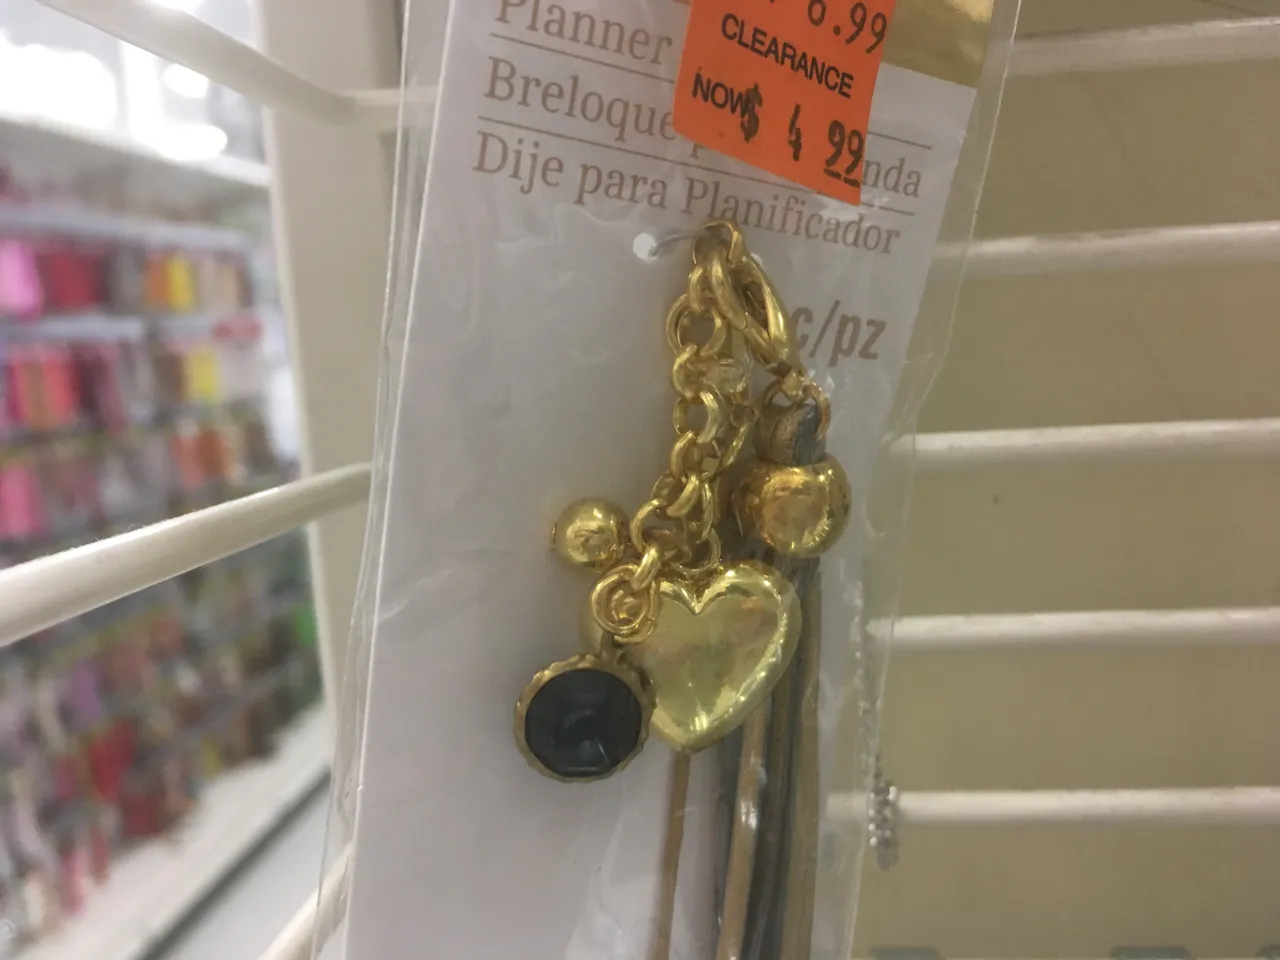 6.99
CLEARANCE
NOW $ 4 99
Planner
Breloque nda
Dije para Planificador
c/pz